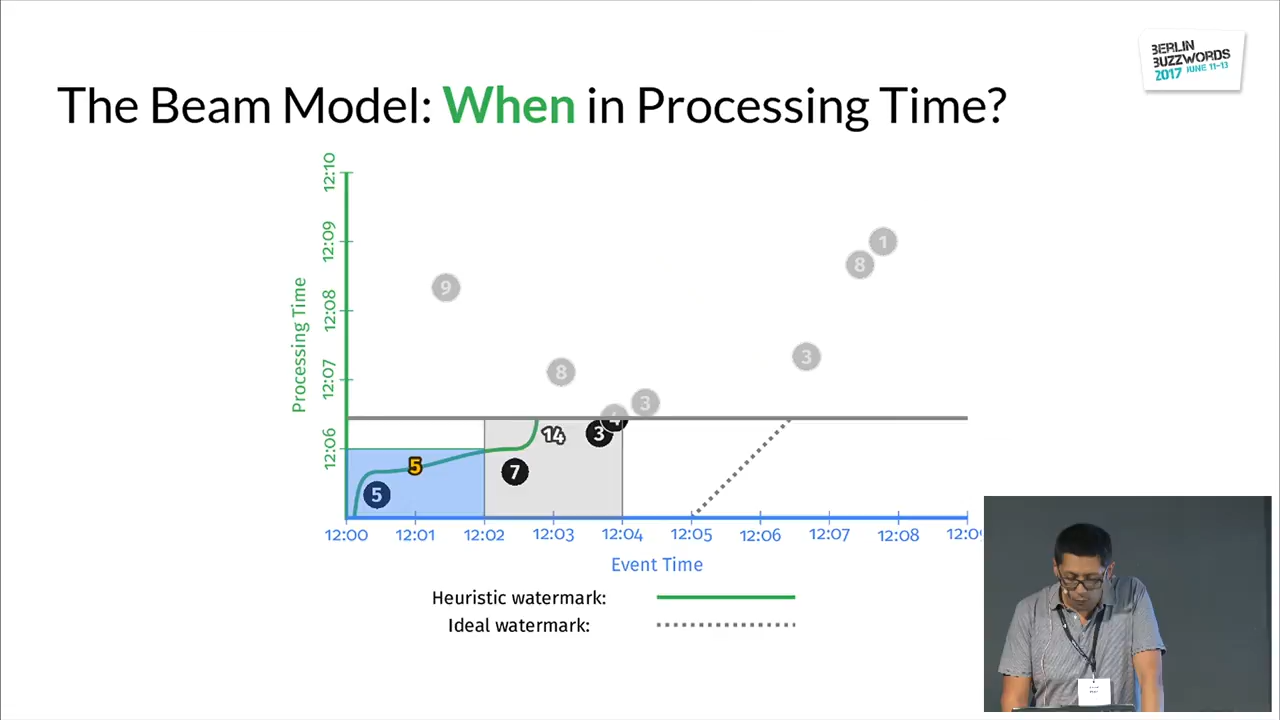 BERLIN
BUZZWORDS
2017 JUNE 11-13
The Beam Model: When in Processing Time?
Processing Time
12:10
12:09
12:08
12:07
12:06
9
8
3
3
8
1
4
3
14
7
5
5
12:00 12:01 12:02 12:03 12:04 12:05 12:06 12:07 12:08 12:09
Event Time
Heuristic watermark:
Ideal watermark: